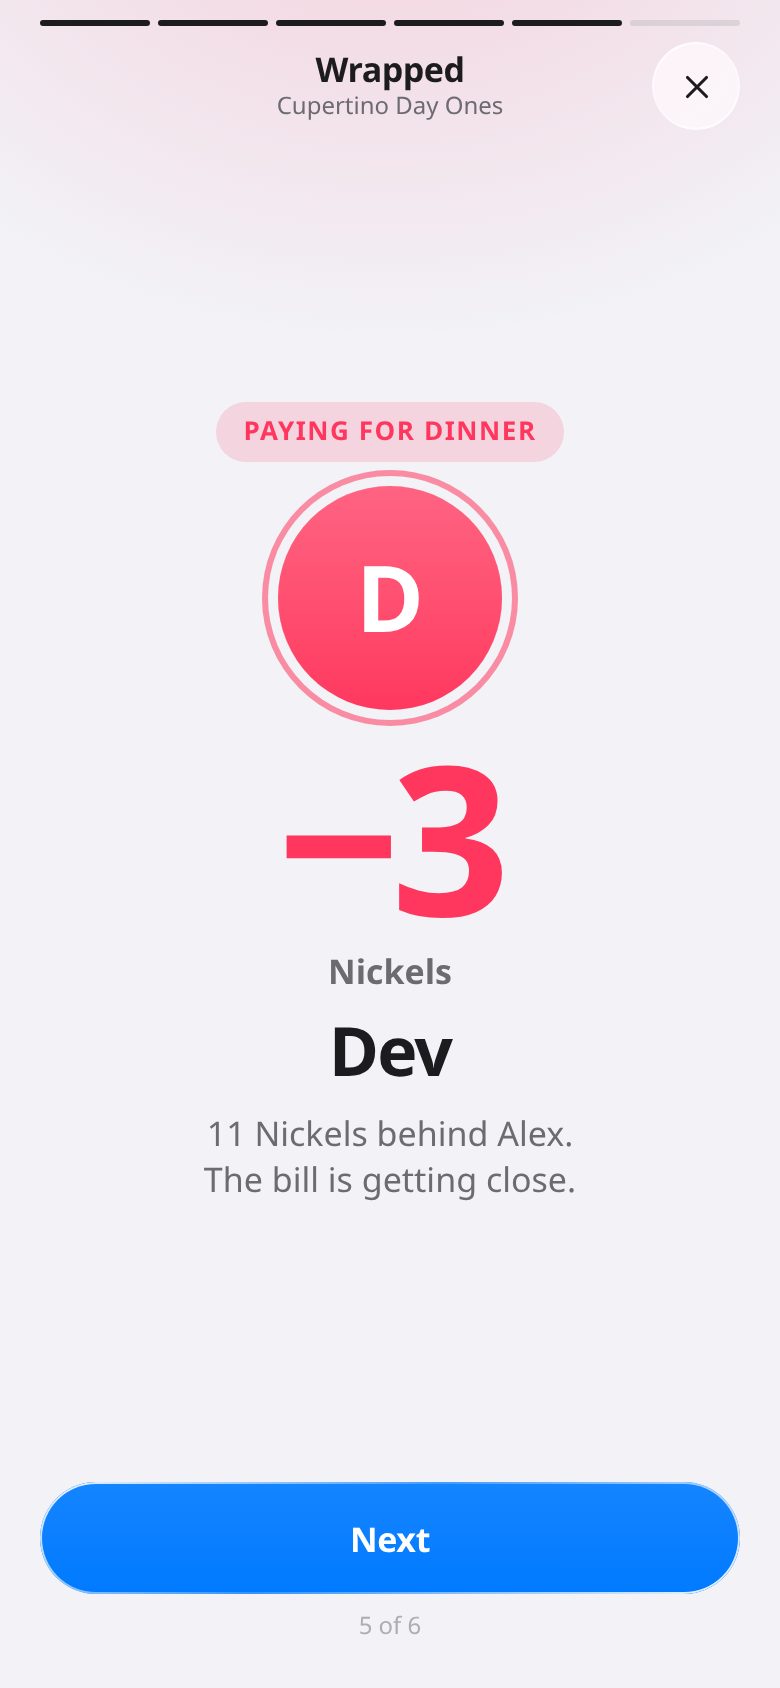 Wrapped
Cupertino Day Ones
PAYING FOR DINNER
D
−3
Nickels
Dev
11 Nickels behind Alex.
The bill is getting close.
Next
5 of 6